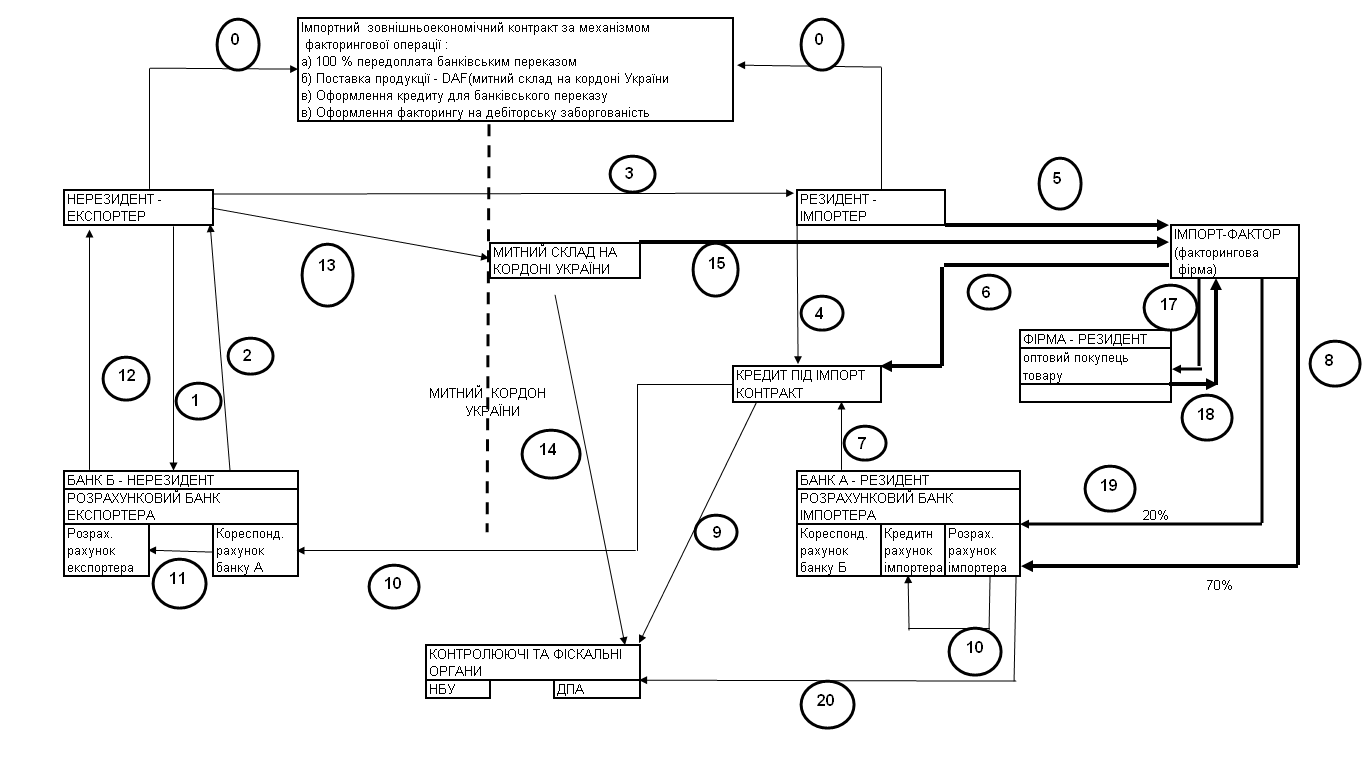 0
0
Імпортний зовнішньоекономічний контракт за механізмом
факторингової операції :
а) 100 % передоплата банківським переказом
б) Поставка продукції - DAF(митний склад на кордоні України
в) Оформлення кредиту для банківського переказу
в) Оформлення факторингу на дебіторську заборгованість
3
5
НЕРЕЗИДЕНТ -
ЕКСПОРТЕР
РЕЗИДЕНТ -
ІМПОРТЕР
ІМПОРТ-ФАКТОР
(факторингова
фірма)
МИТНИЙ СКЛАД НА
КОРДОНІ УКРАЇНИ
13
15
6
17
4
2
ФІРМА - РЕЗИДЕНТ
оптовий покупець
товару
8
12
1
КРЕДИТ ПІД ІМПОРТ
КОНТРАКТ
МИТНИЙ КОРДОН
УКРАЇНИ
18
14
7
БАНК Б - НЕРЕЗИДЕНТ
РОЗРАХУНКОВИЙ БАНК
ЕКСПОРТЕРА
Розрах.
рахунок
експортера
Кореспонд.
рахунок
банку А
БАНК А - РЕЗИДЕНТ
РОЗРАХУНКОВИЙ БАНК
ІМПОРТЕРА
Кореспонд.
рахунок
банку Б
Кредитн
рахунок
імпортера
Розрах.
рахунок
імпортера
19
20%
9
11
10
70%
10
КОНТРОЛЮЮЧІ ТА ФІСКАЛЬНІ
ОРГАНИ
НБУ
ДПА
20